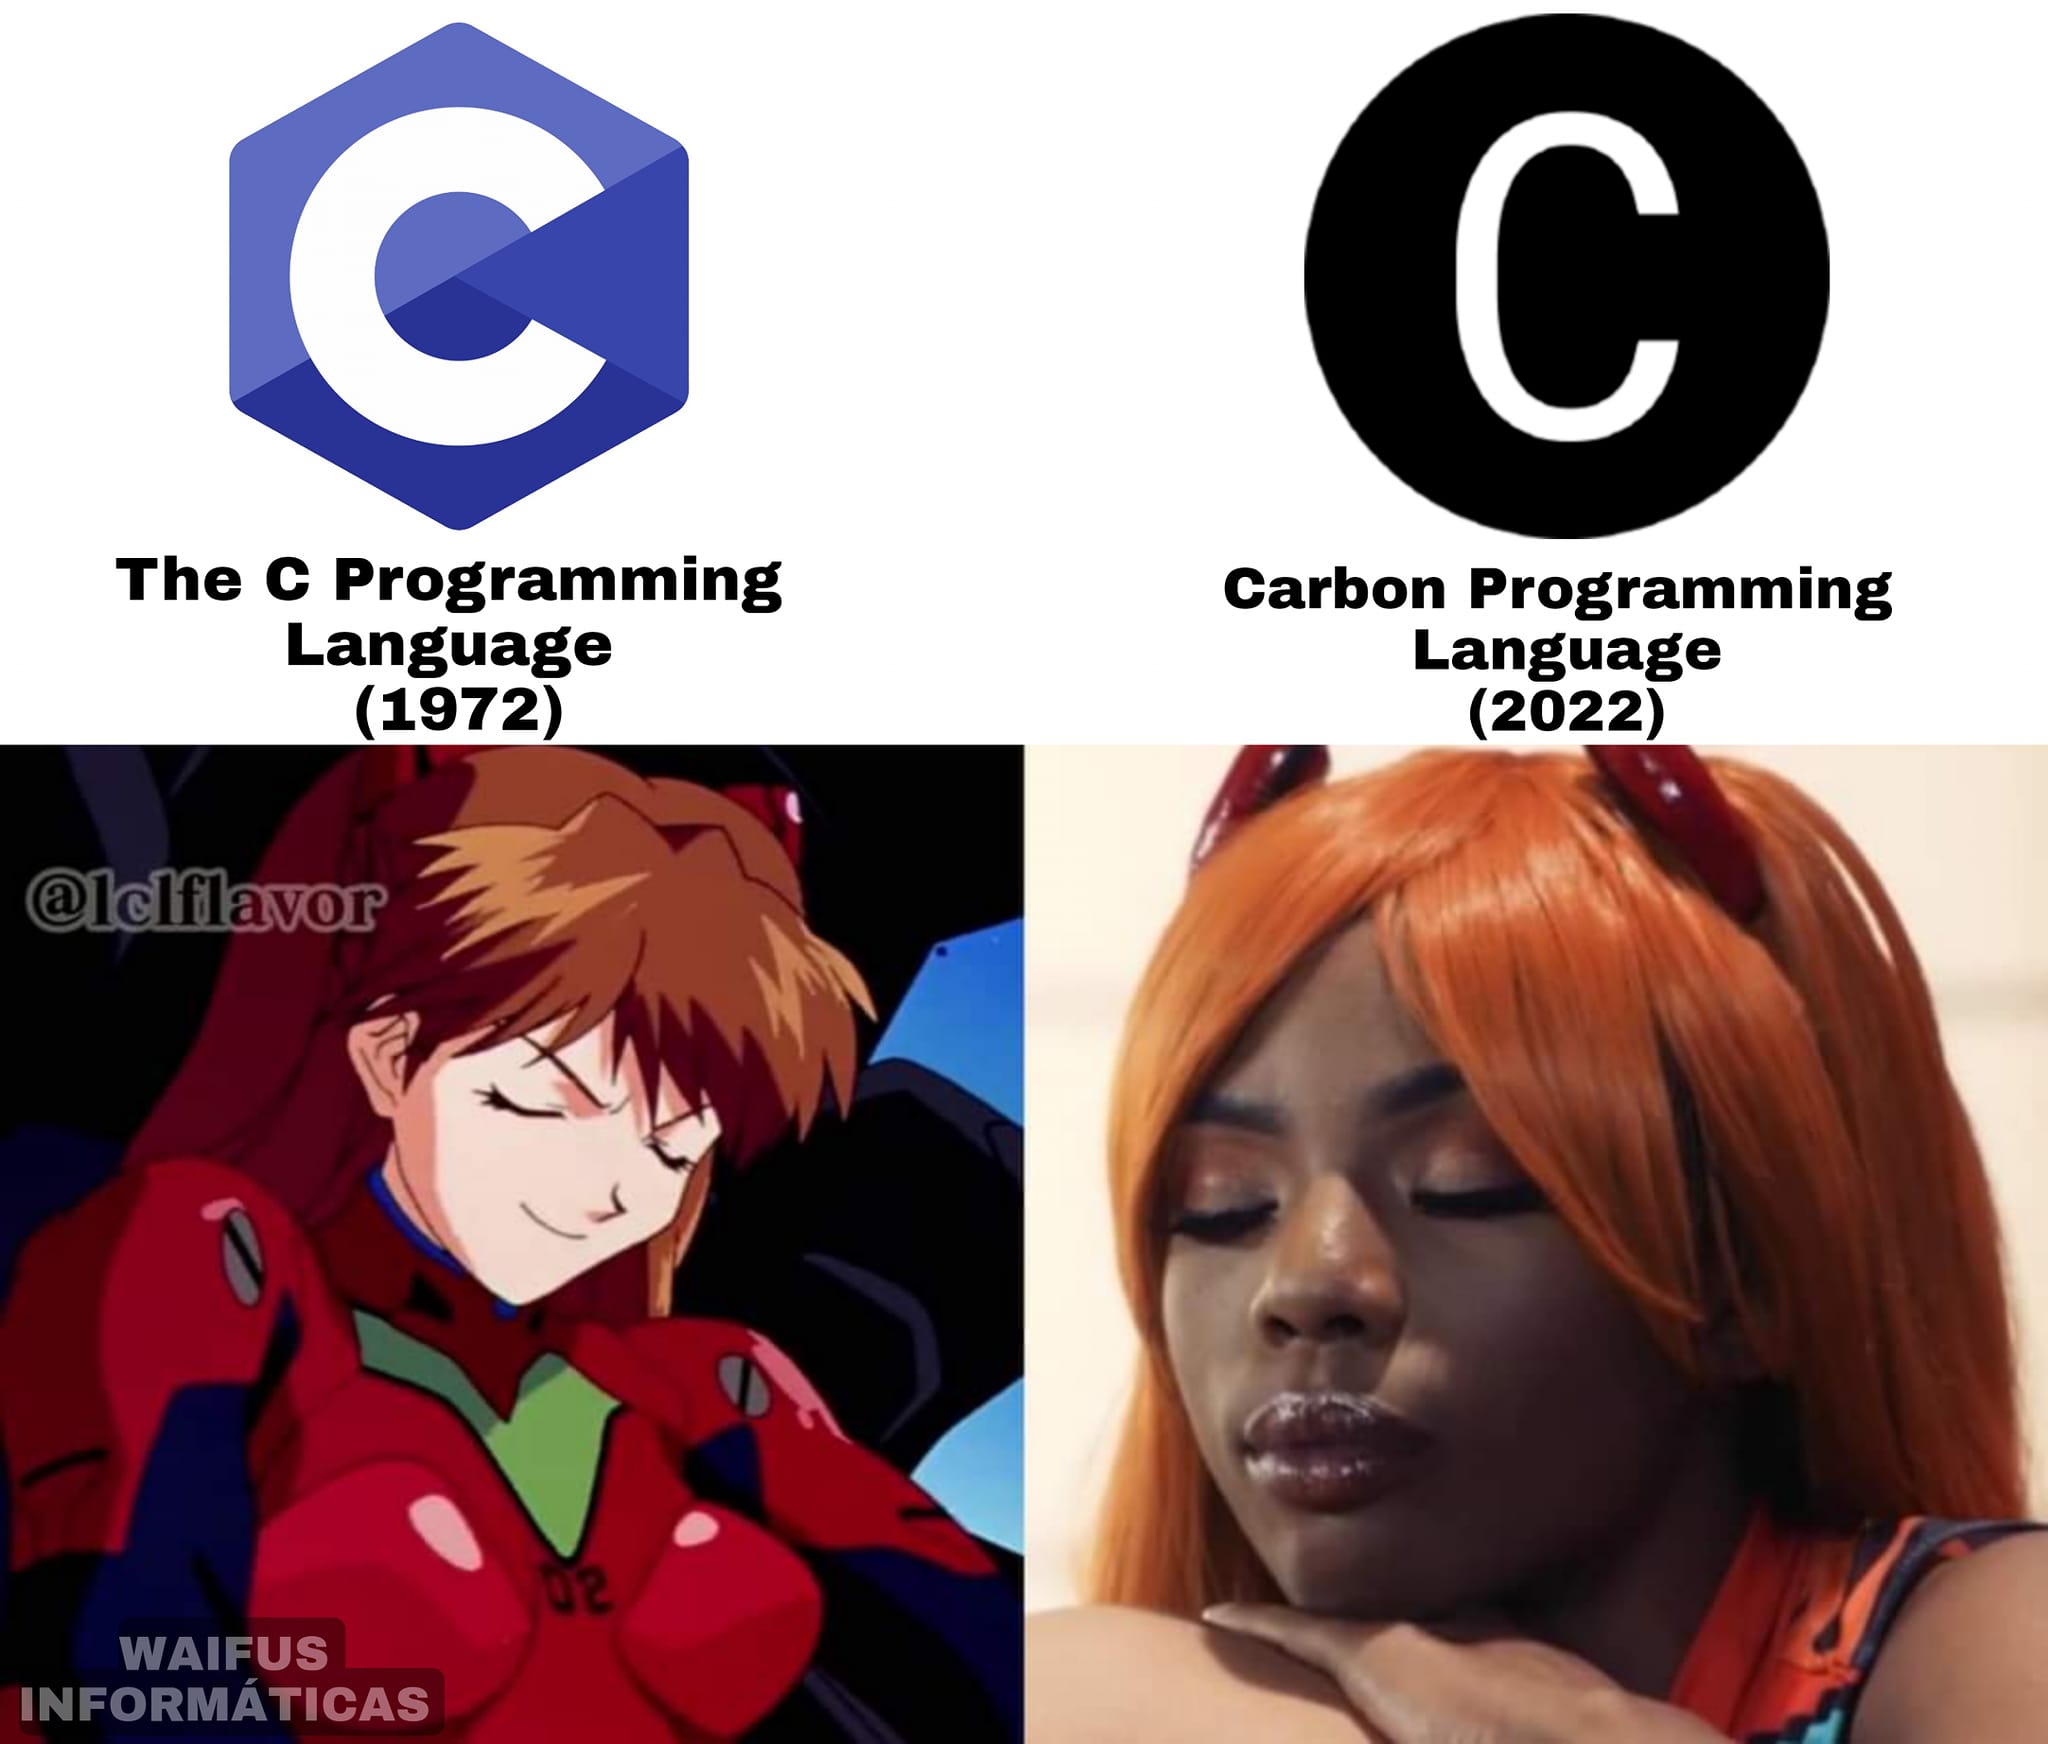 C
C
The C Programming
Language
(1972)
Carbon Programming
Language
(2022)
@lclflavor
02
WAIFUS
INFORMÁTICAS